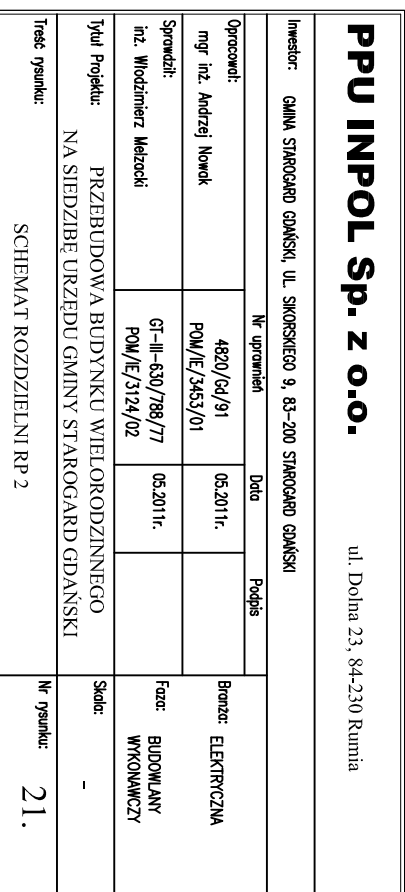 PPU INPOL Sp. z o.o.
ul. Dolna 23, 84-230 Rumia
Inwestor: GMINA STAROGARD GDAŃSKI, UL. SIKORSKIEGO 9, 83-200 STAROGARD GDAŃSKI
Nr uprawnień Data Podpis
Opracował:
mgr inż. Andrzej Nowak
4820/Gd/91
POM/IE/3453/01
05.2011r.
Branża: ELEKTRYCZNA
Sprawdził:
inż. Włodzimierz Melzacki
GT-III-630/788/77
POM/IE/3124/02
05.2011r.
Faza: BUDOWLANY
WYKONAWCZY
Tytuł Projektu: PRZEBUDOWA BUDYNKU WIELORODZINNEGO
NA SIEDZIBĘ URZĘDU GMINY STAROGARD GDAŃSKI
Skala: -
Treść rysunku:
SCHEMAT ROZDZIELNI RP 2
Nr rysunku: 21.